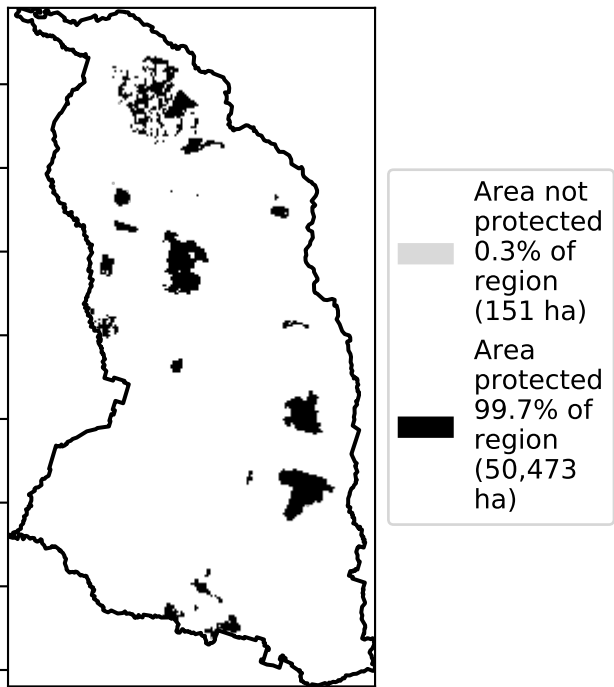 Area not
protected
0.3% of
region
(151 ha)
Area
protected
99.7% of
region
(50,473
ha)